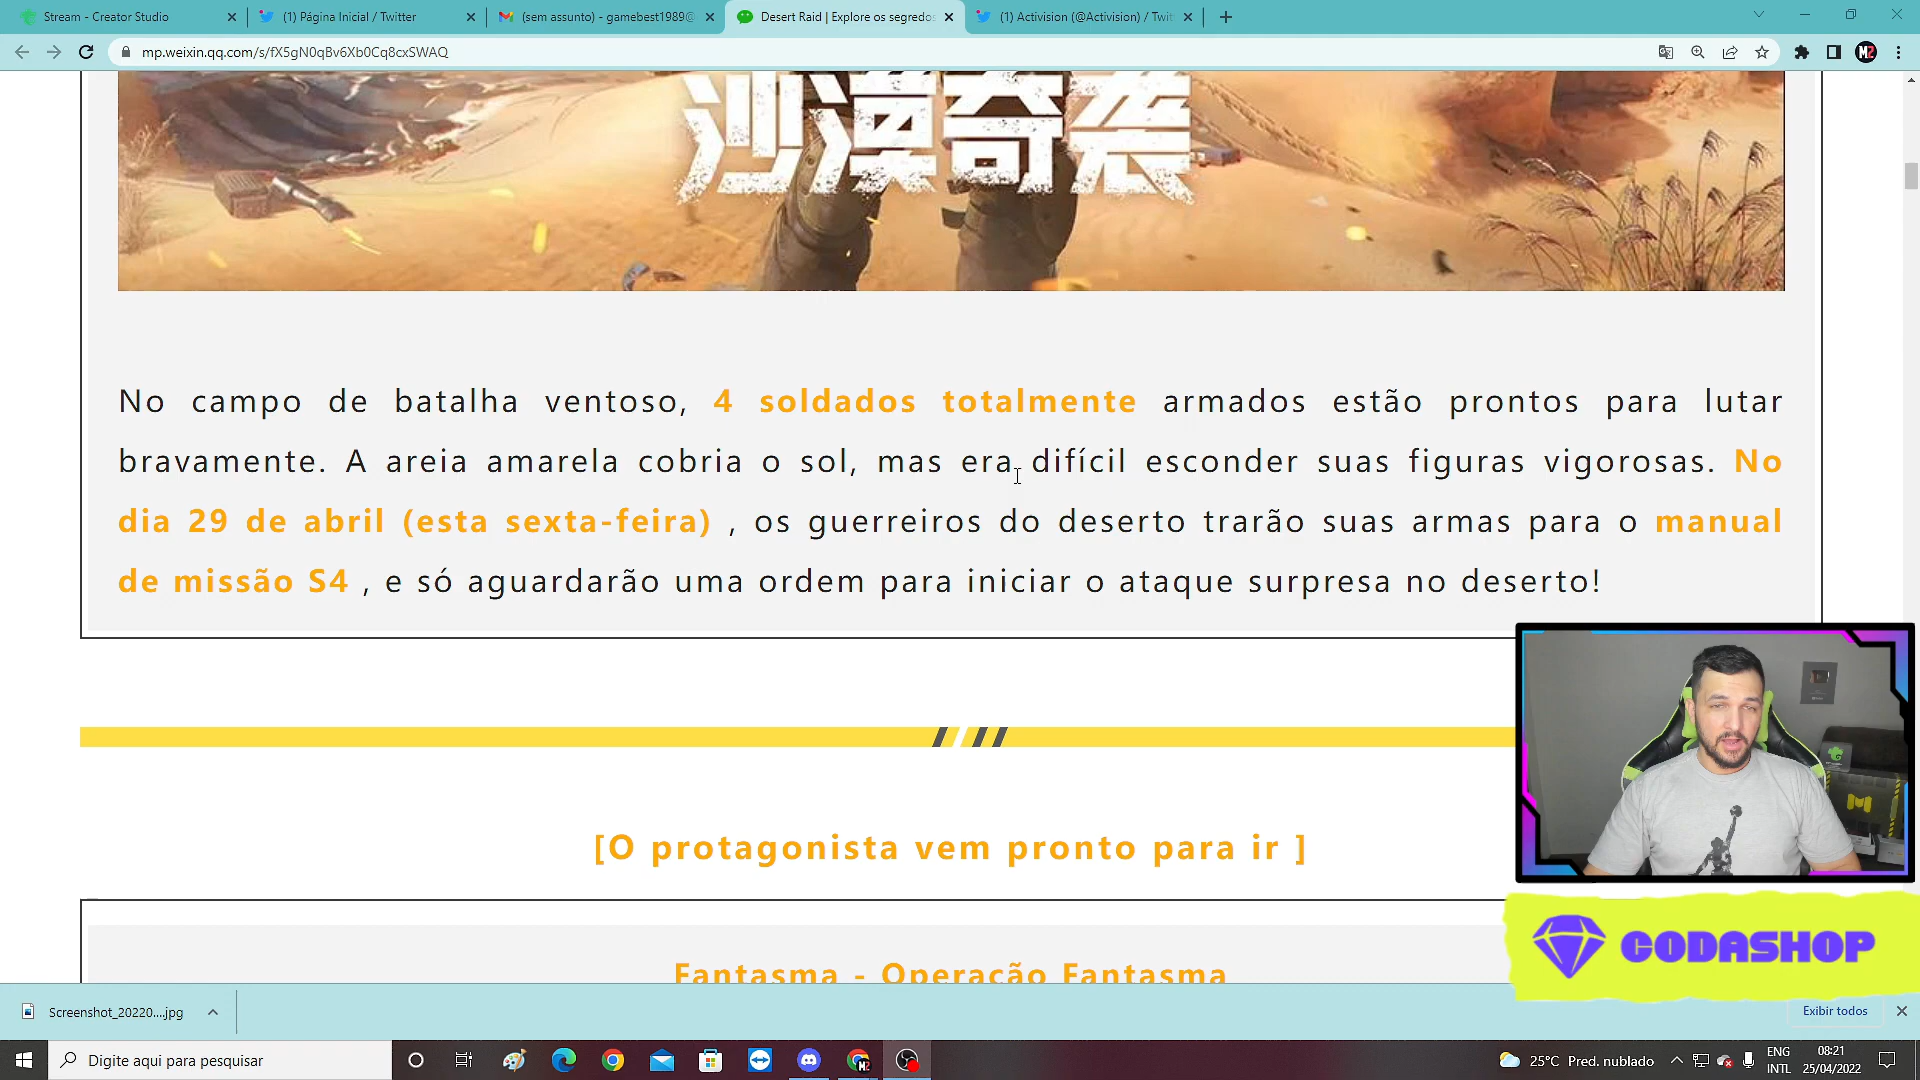 Stream - Creator Studio
(1) Página Inicial / Twitter
(sem assunto) - gamebest1989@
Desert Raid | Explore os segredos
(1) Activision (@Activision) / Twit
mp.weixin.qq.com/s/fX5gN0qBv6Xb0Cq8cxSWAQ
沙漠奇袭
No campo de batalha ventoso, 4 soldados totalmente armados estão prontos para lutar
bravamente. A areia amarela cobria o sol, mas era difícil esconder suas figuras vigorosas. No
dia 29 de abril (esta sexta-feira) , os guerreiros do deserto trarão suas armas para o manual
de missão S4 , e só aguardarão uma ordem para iniciar o ataque surpresa no deserto!
[O protagonista vem pronto para ir ]
Fantasma - Operação Fantasma
CODASHOP
Screenshot_20220....jpg
Exibir todos
Digite aqui para pesquisar
25°C Pred. nublado
ENG
INTL
08:21
25/04/2022